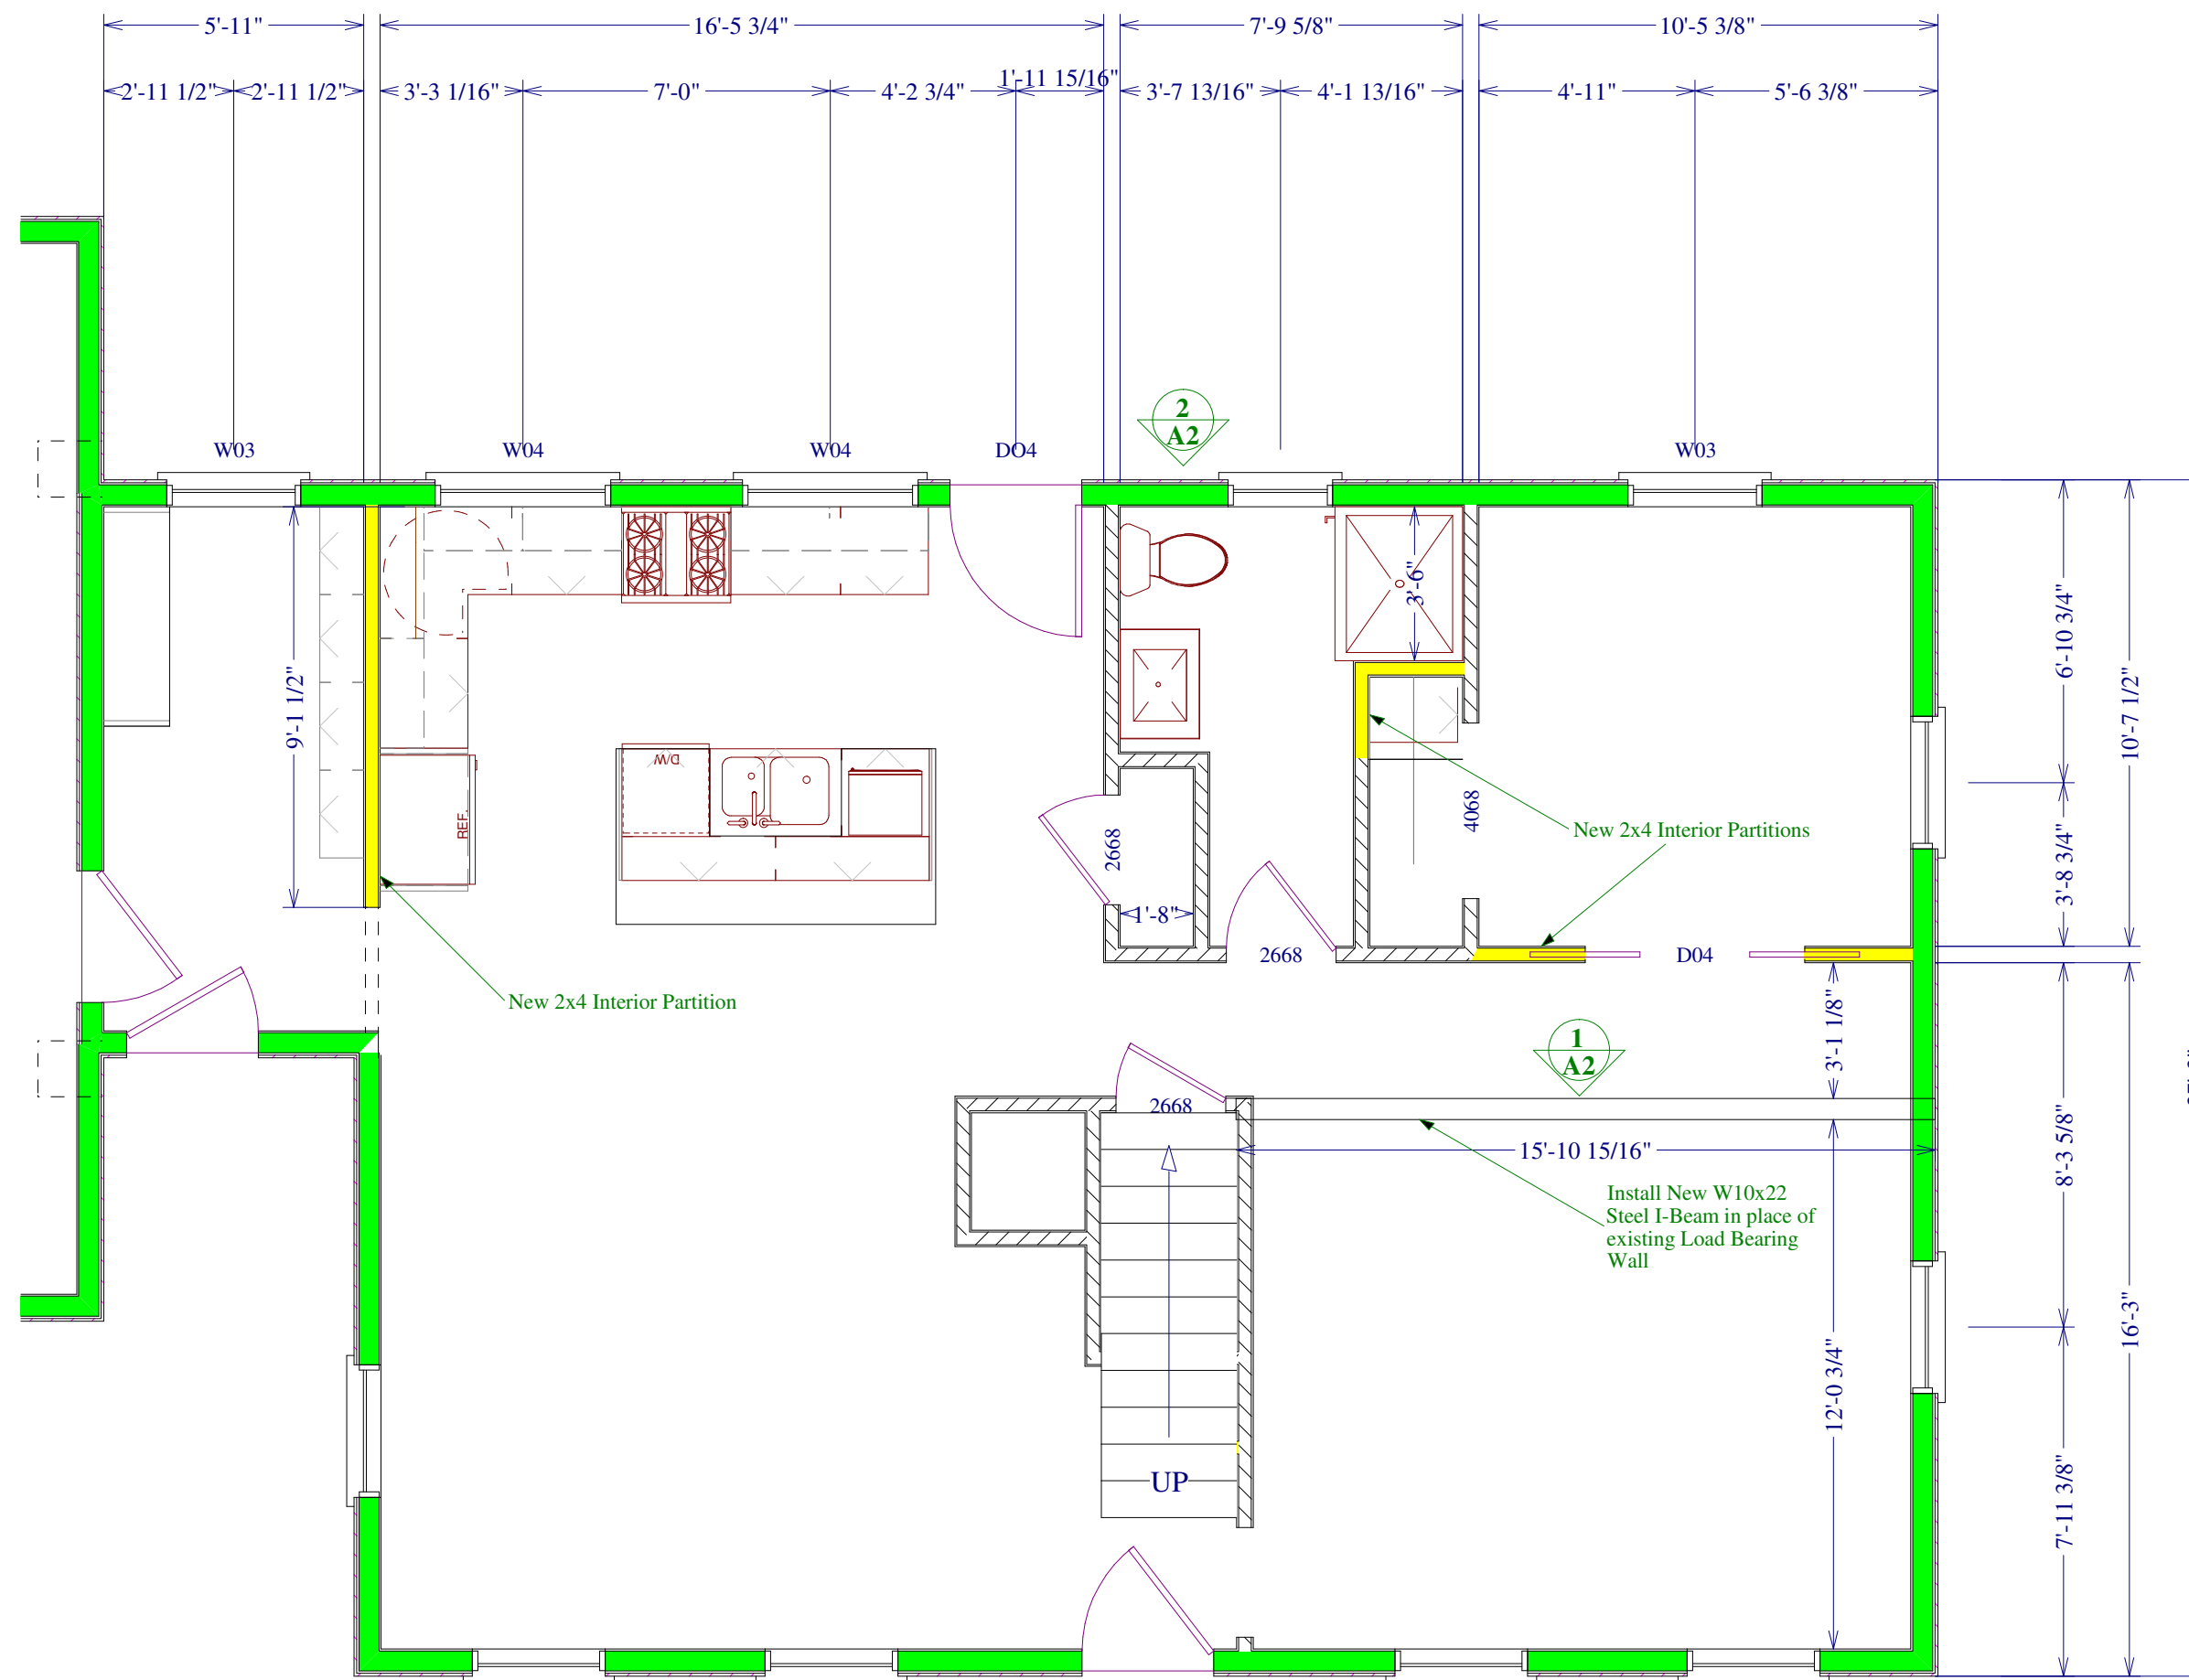 5'-11"
16'-5 3/4"
7'-9 5/8"
10'-5 3/8"
2'-11 1/2"
2'-11 1/2"
3'-3 1/16"
7'-0"
4'-2 3/4"
1'-11 15/16"
3'-7 13/16"
4'-1 13/16"
4'-11"
5'-6 3/8"
2
A2
W03
W04
W04
DO4
W03
3'-6"
6'-10 3/4"
10'-7 1/2"
9'-1 1/2"
D/W
REF.
2668
4068
New 2x4 Interior Partitions
3'-8 3/4"
1'-8"
2668
D04
New 2x4 Interior Partition
3'-1 1/8"
1
A2
2668
15'-10 15/16"
8'-3 5/8"
Install New W10x22
Steel I-Beam in place of
existing Load Bearing
Wall
16'-3"
12'-0 3/4"
UP
7'-11 3/8"